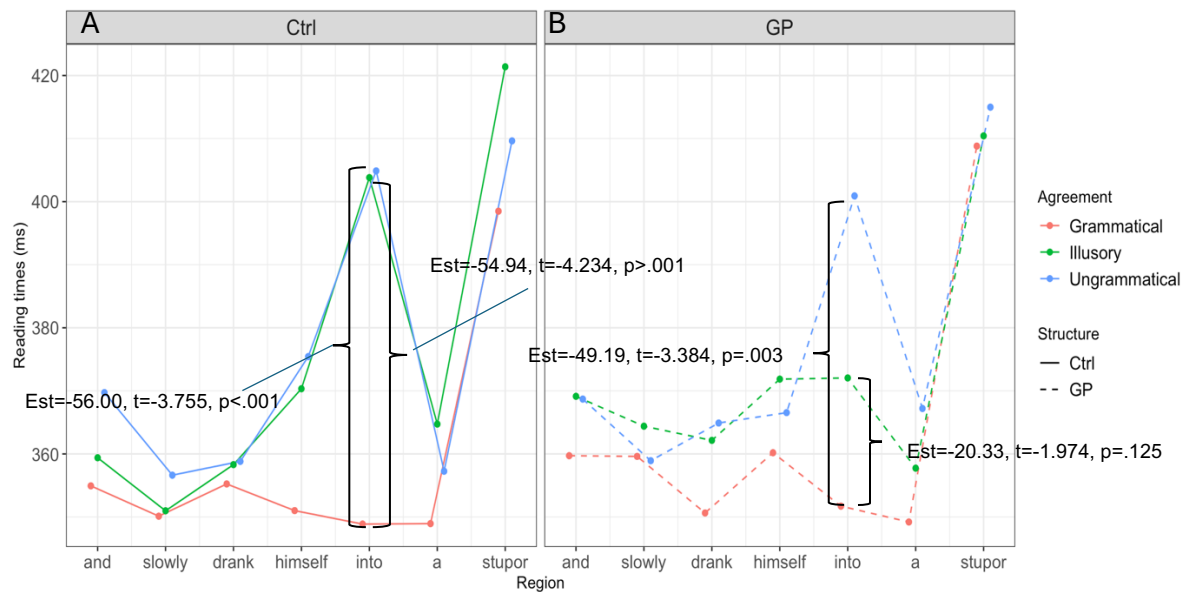 A
Ctrl
B
GP
420
400
380
360
Reading times (ms)
Est=-54.94, t=-4.234, p>.001
Est=-56.00, t=-3.755, p<.001
Est=-49.19, t=-3.384, p=.003
Est=-20.33, t=-1.974, p=.125
and slowly drank himself into a stupor
and slowly drank himself into a stupor
Region
Agreement
Grammatical
Illusory
Ungrammatical
Structure
Ctrl
GP